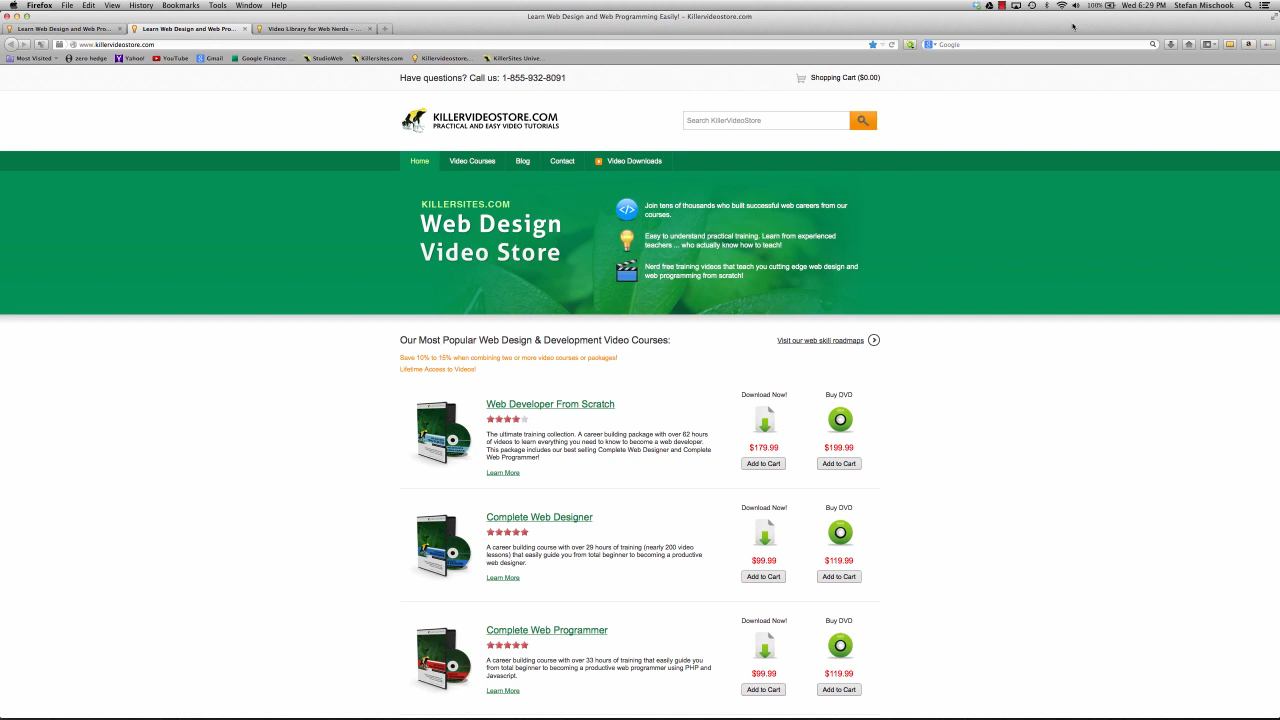 Firefox File Edit View History Bookmarks Tools Window Help
100% Wed 6:29 PM Stefan Mischook
Learn Web Design and Web Programming Easily! – Killervideostore.com
Learn Web Design and Web Pro...
Learn Web Design and Web Pro...
Video Library for Web Nerds – ...
www.killervideostore.com
Google
Most Visited zero hedge Yahoo! YouTube Gmail Google Finance: ... StudioWeb Killersites.com Killervideostore... KillerSites Unive...
Have questions? Call us: 1-855-932-8091
Shopping Cart ($0.00)
KILLERVIDEOSTORE.COM
PRACTICAL AND EASY VIDEO TUTORIALS
Search KillerVideoStore
Home Video Courses Blog Contact Video Downloads
KILLERSITES.COM
Web Design
Video Store
Join tens of thousands who built successful web careers from our
courses.
Easy to understand practical training. Learn from experienced
teachers ... who actually know how to teach!
Nerd free training videos that teach you cutting edge web design and
web programming from scratch!
Our Most Popular Web Design & Development Video Courses:
Visit our web skill roadmaps
Save 10% to 15% when combining two or more video courses or packages!
Lifetime Access to Videos!
Web Developer From Scratch
The ultimate training collection. A career building package with over 62 hours
of videos to learn everything you need to know to become a web developer.
This package includes our best selling Complete Web Designer and Complete
Web Programmer!
Learn More
Download Now! Buy DVD
$179.99 $199.99
Add to Cart Add to Cart
Complete Web Designer
A career building course with over 29 hours of training (nearly 200 video
lessons) that easily guide you from total beginner to becoming a productive
web designer.
Learn More
Download Now! Buy DVD
$99.99 $119.99
Add to Cart Add to Cart
Complete Web Programmer
A career building course with over 33 hours of training that easily guide you
from total beginner to becoming a productive web programmer using PHP and
Javascript.
Learn More
Download Now! Buy DVD
$99.99 $119.99
Add to Cart Add to Cart